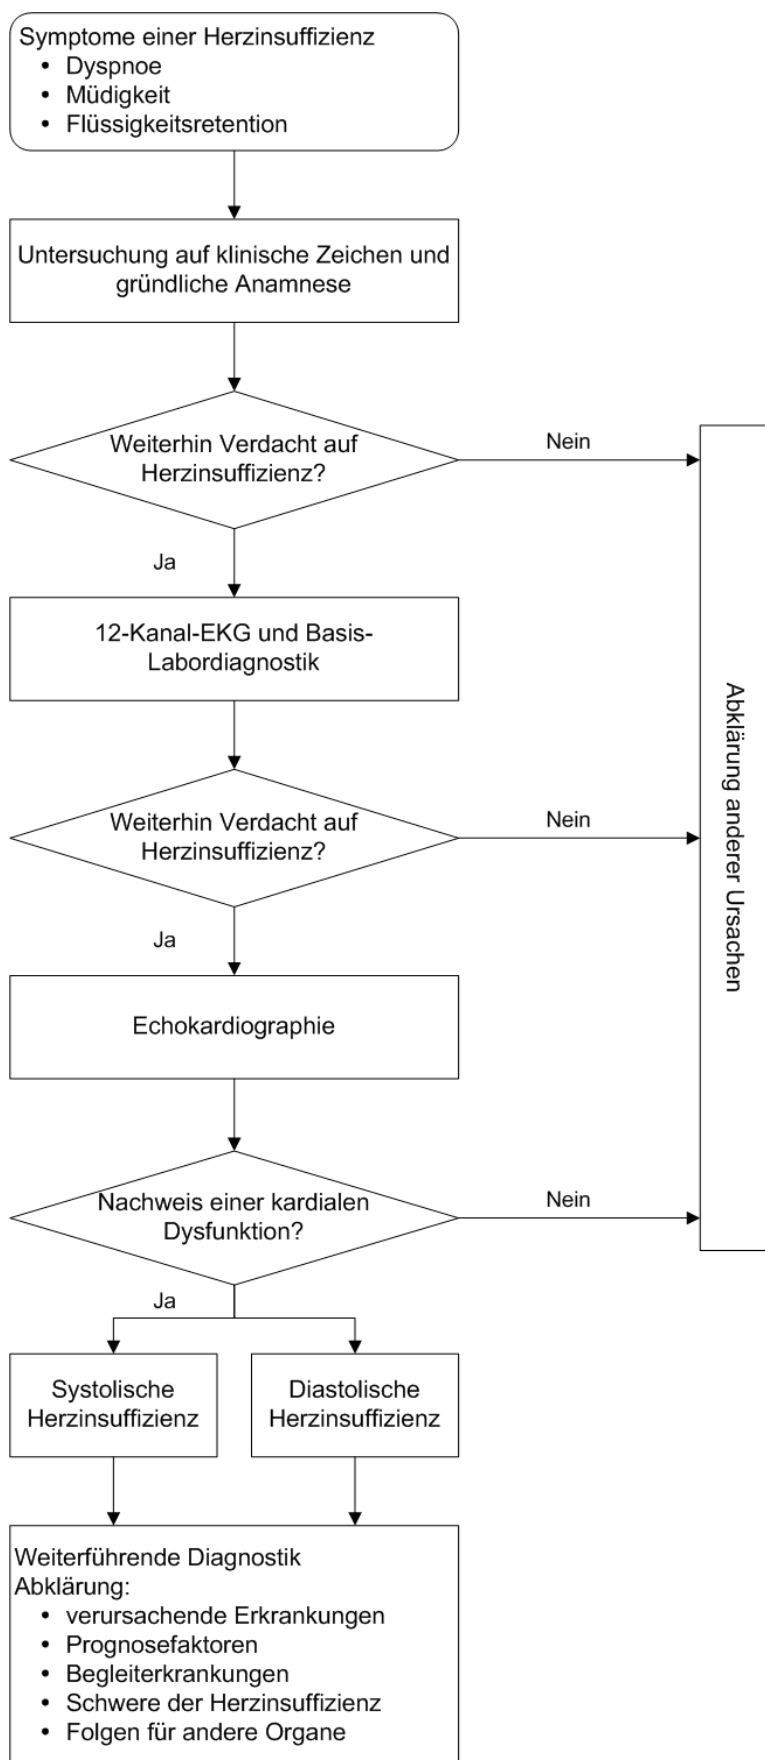 Symptome einer Herzinsuffizienz
• Dyspnoe
• Müdigkeit
• Flüssigkeitsretention
Untersuchung auf klinische Zeichen und
gründliche Anamnese
Weiterhin Verdacht auf
Herzinsuffizienz?
Nein
Ja
12-Kanal-EKG und Basis-
Labordiagnostik
Weiterhin Verdacht auf
Herzinsuffizienz?
Nein
Ja
Echokardiographie
Nachweis einer kardialen
Dysfunktion?
Nein
Ja
Abklärung anderer Ursachen
Systolische
Herzinsuffizienz
Diastolische
Herzinsuffizienz
Weiterführende Diagnostik
Abklärung:
• verursachende Erkrankungen
• Prognosefaktoren
• Begleiterkrankungen
• Schwere der Herzinsuffizienz
• Folgen für andere Organe